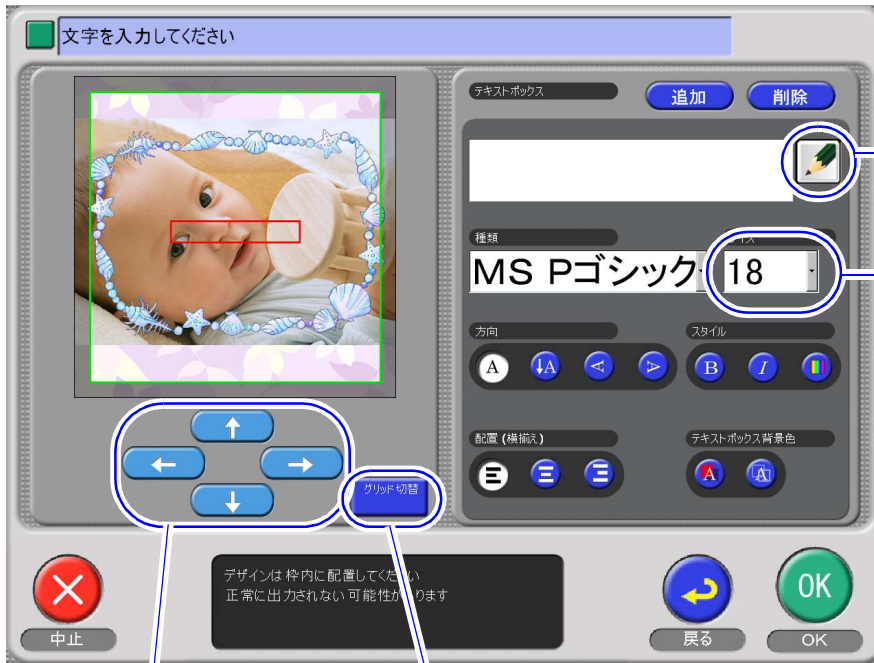 文字を入力してください
テキストボックス
追加
削除
種類
MS Pゴシック
18
方向
スタイル
A
A
A
A
B
I
配置 (横揃え)
テキストボックス背景色
A
A
グリッド切替
デザインは枠内に配置してください
正常に出力されない可能性があります
中止
戻る
OK
OK